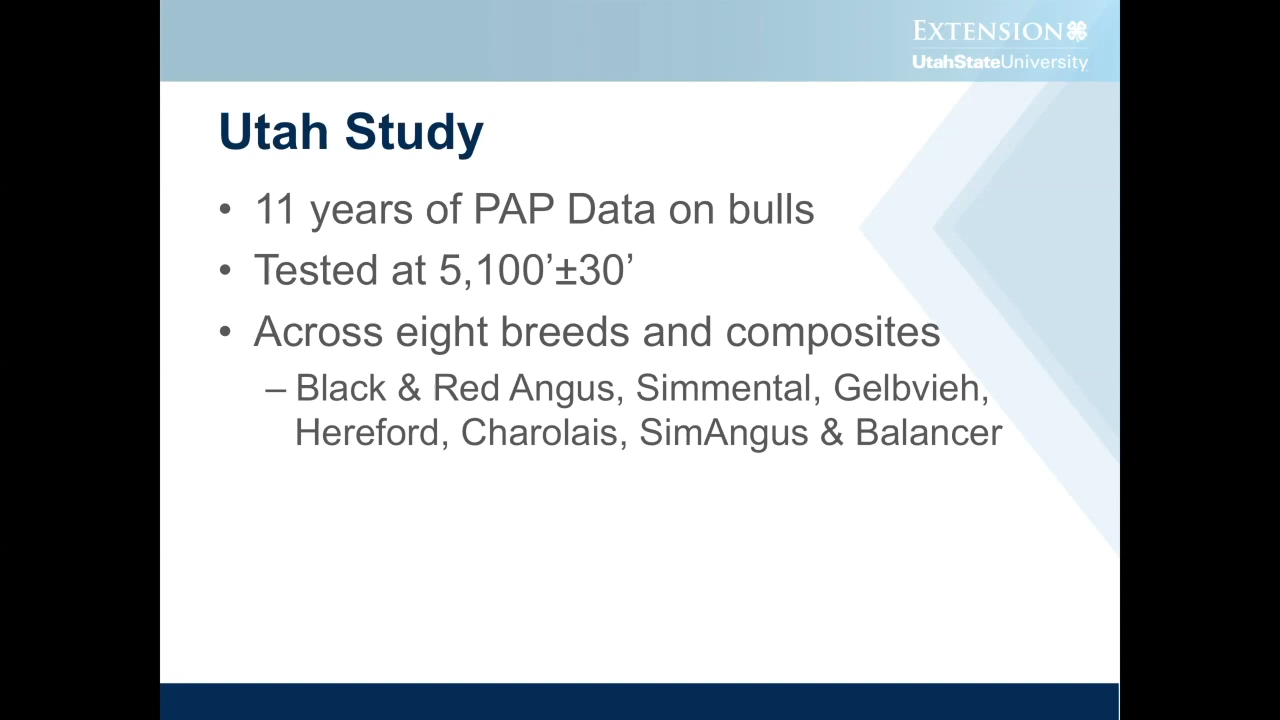 EXTENSION
UtahStateUniversity
Utah Study
• 11 years of PAP Data on bulls
• Tested at 5,100’±30’
• Across eight breeds and composites
– Black & Red Angus, Simmental, Gelbvieh,
Hereford, Charolais, SimAngus & Balancer